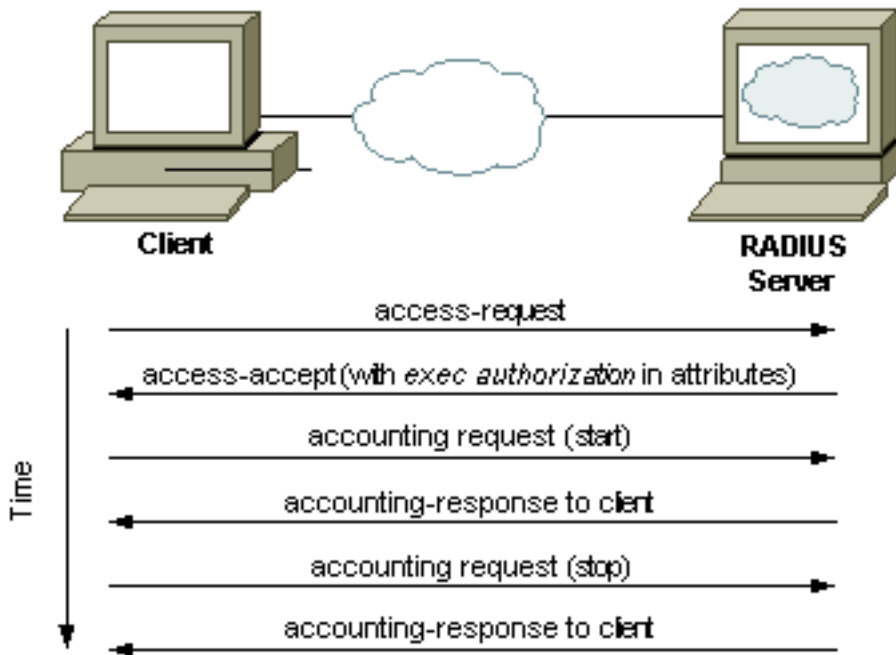 Client
RADIUS
Server
access-request
access-accept (with exec authorization in attributes)
accounting request (start)
accounting-response to client
accounting request (stop)
accounting-response to client
Time